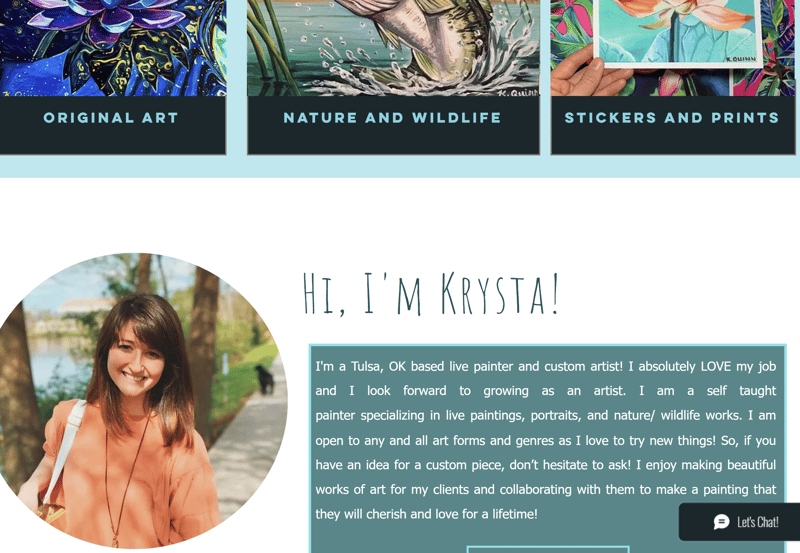 K.Quinn
K.Quinn
K.QUINN
ORIGINAL ART
NATURE AND WILDLIFE
STICKERS AND PRINTS
Hi, I'm Krysta!
I'm a Tulsa, OK based live painter and custom artist! I absolutely LOVE my job
and I look forward to growing as an artist. I am a self taught
painter specializing in live paintings, portraits, and nature/ wildlife works. I am
open to any and all art forms and genres as I love to try new things! So, if you
have an idea for a custom piece, don’t hesitate to ask! I enjoy making beautiful
works of art for my clients and collaborating with them to make a painting that
they will cherish and love for a lifetime!
Let's Chat!